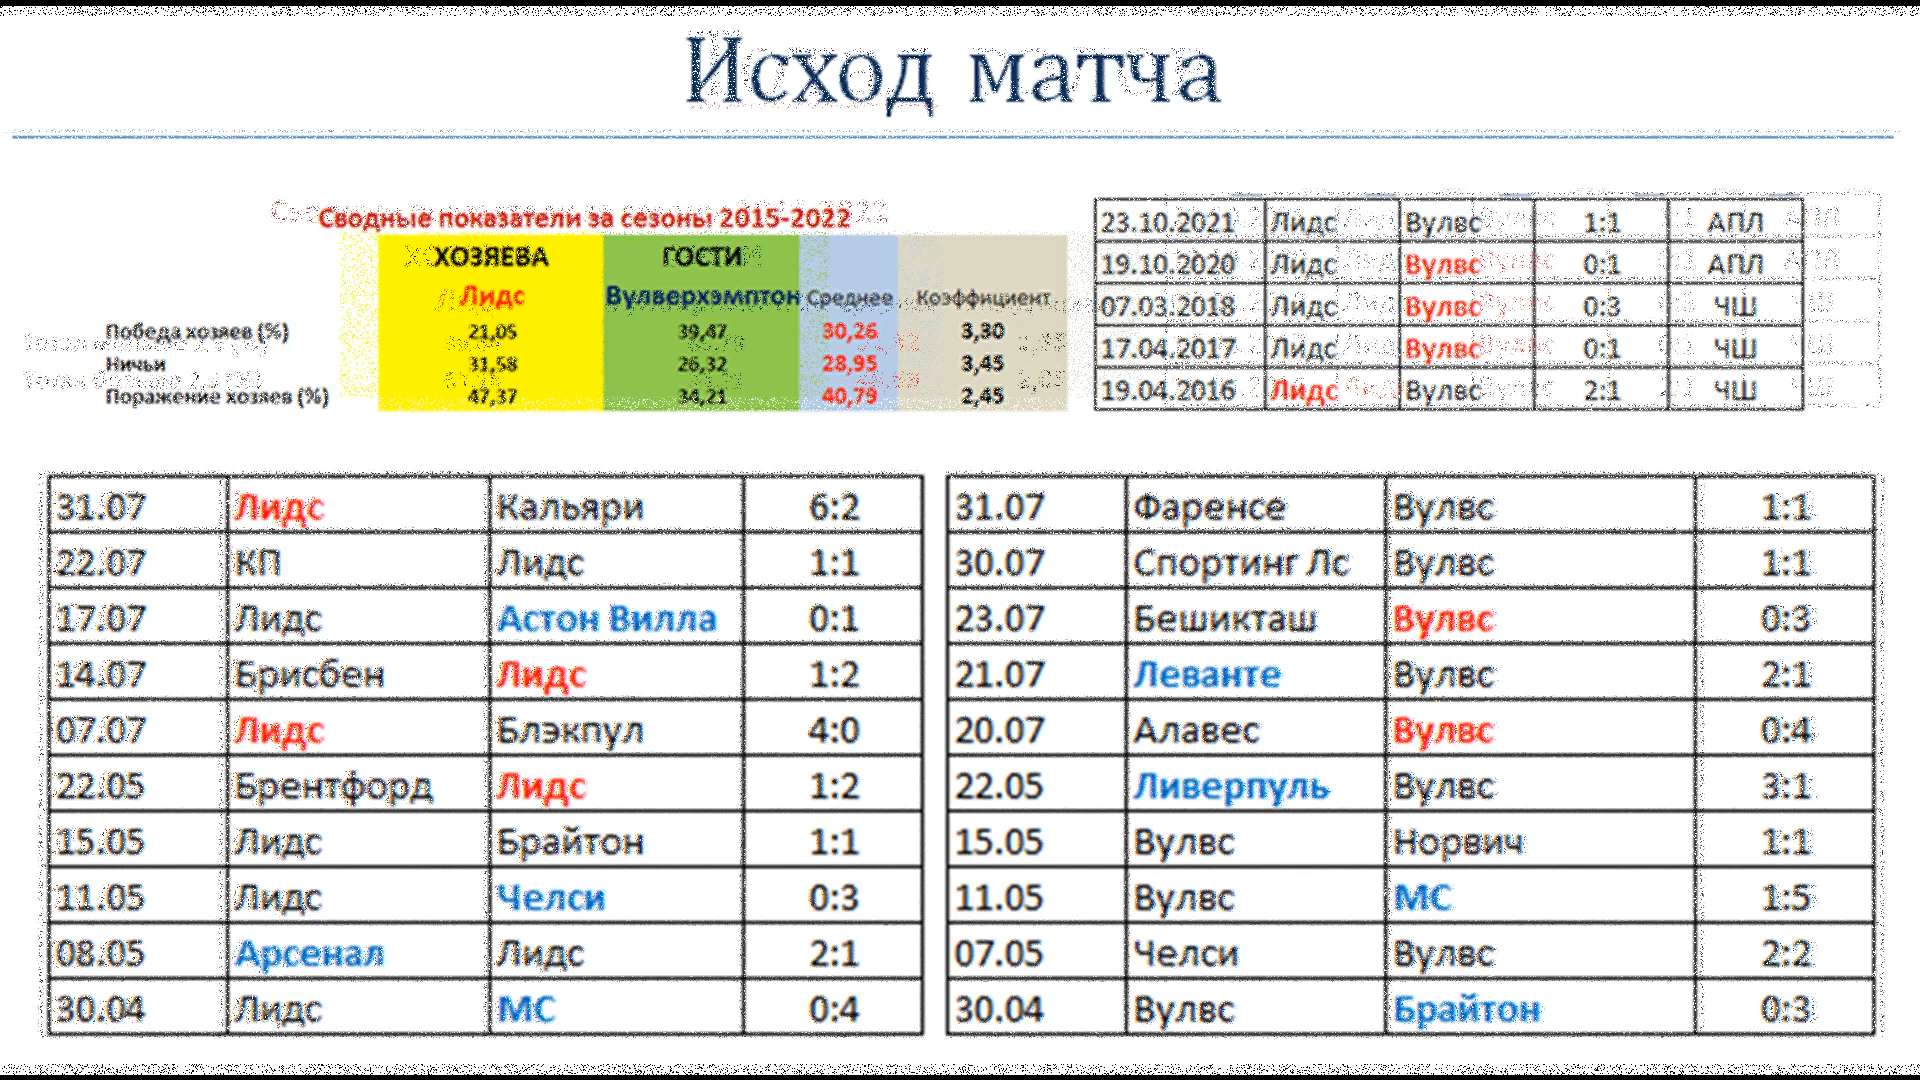 Исход матча
Сводные показатели за сезоны 2015-2022
ХОЗЯЕВА ГОСТИ
Лидс Вулверхэмптон Среднее Коэффициент
Победа хозяев (%) 21,05 39,47 30,26 3,30
Ничьи 31,58 26,32 28,95 3,45
Поражение хозяев (%) 47,37 34,21 40,79 2,45
23.10.2021 Лидс Вулвс 1:1 АПЛ
19.10.2020 Лидс Вулвс 0:1 АПЛ
07.03.2018 Лидс Вулвс 0:3 ЧШ
17.04.2017 Лидс Вулвс 0:1 ЧШ
19.04.2016 Лидс Вулвс 2:1 ЧШ
31.07 Лидс Кальяри 6:2
22.07 КП Лидс 1:1
17.07 Лидс Астон Вилла 0:1
14.07 Брисбен Лидс 1:2
07.07 Лидс Блэкпул 4:0
22.05 Брентфорд Лидс 1:2
15.05 Лидс Брайтон 1:1
11.05 Лидс Челси 0:3
08.05 Арсенал Лидс 2:1
30.04 Лидс МС 0:4
31.07 Фаренсе Вулвс 1:1
30.07 Спортинг Лс Вулвс 1:1
23.07 Бешикташ Вулвс 0:3
21.07 Леванте Вулвс 2:1
20.07 Алавес Вулвс 0:4
22.05 Ливерпуль Вулвс 3:1
15.05 Вулвс Норвич 1:1
11.05 Вулвс МС 1:5
07.05 Челси Вулвс 2:2
30.04 Вулвс Брайтон 0:3